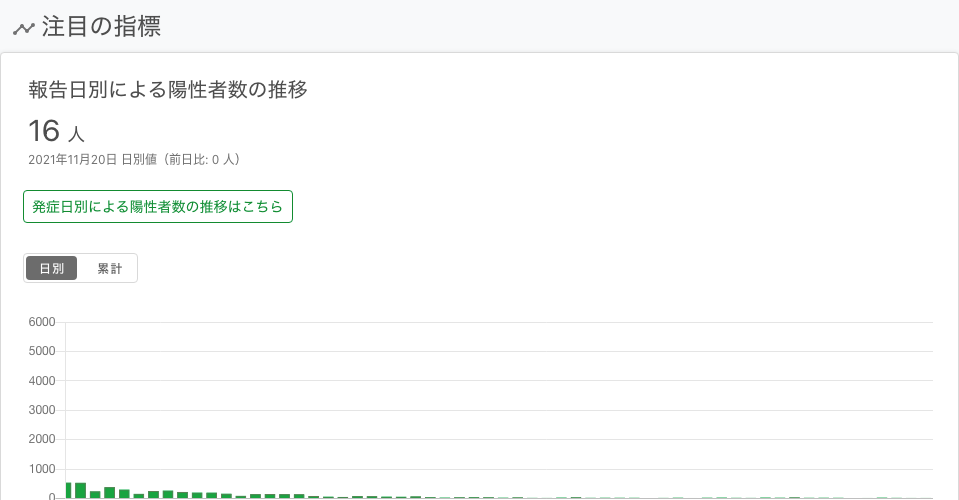 注目の指標
報告日別による陽性者数の推移
16 人
2021年11月20日 日別値（前日比: 0 人）
発症日別による陽性者数の推移はこちら
日別 累計
6000
5000
4000
3000
2000
1000
0